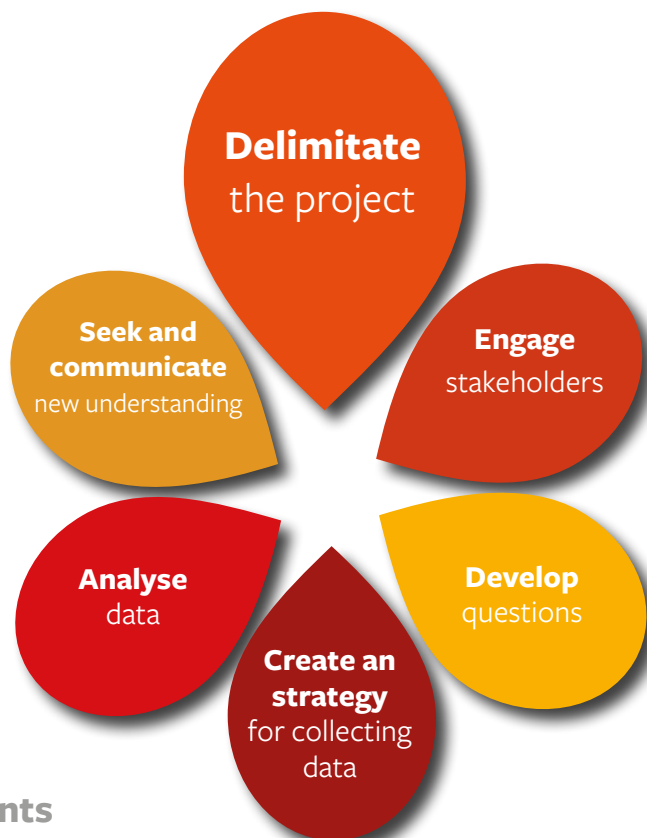 Delimitate
the project
Engage
stakeholders
Develop
questions
Create an
strategy
for collecting
data
Analyse
data
Seek and
communicate
new understanding